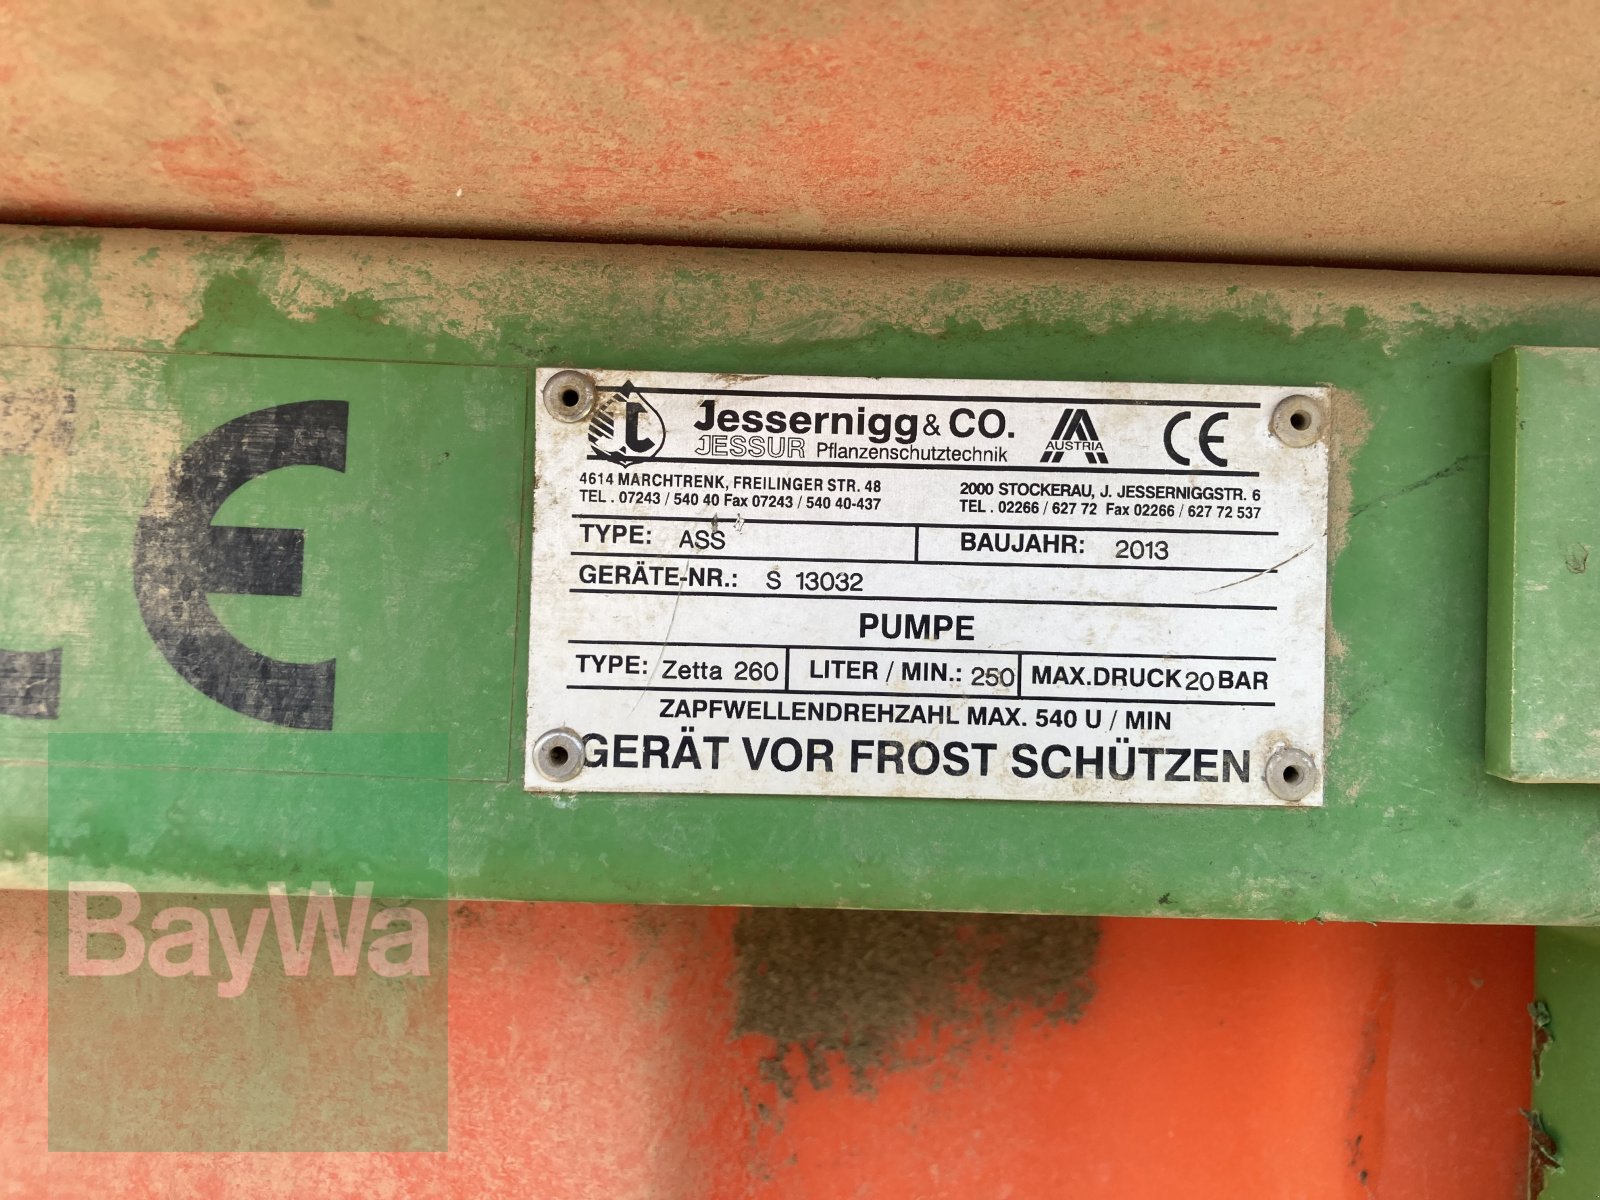 Jessernigg & CO.
JESSUR Pflanzenschutztechnik
AUSTRIA
CE
4614 MARCHTRENK, FREILINGER STR. 48
TEL. 07243 / 540 40 Fax 07243 / 540 40-437
2000 STOCKERAU, J. JESSERNIGGSTR. 6
TEL. 02266 / 627 72 Fax 02266 / 627 72 537
TYPE: ASS
BAUJAHR: 2013
GERÄTE-NR.: S 13032
PUMPE
TYPE: Zetta 260 LITER / MIN.: 250 MAX.DRUCK 20 BAR
ZAPFWELLENDREHZAHL MAX. 540 U / MIN
GERÄT VOR FROST SCHÜTZEN
CE
BayWa